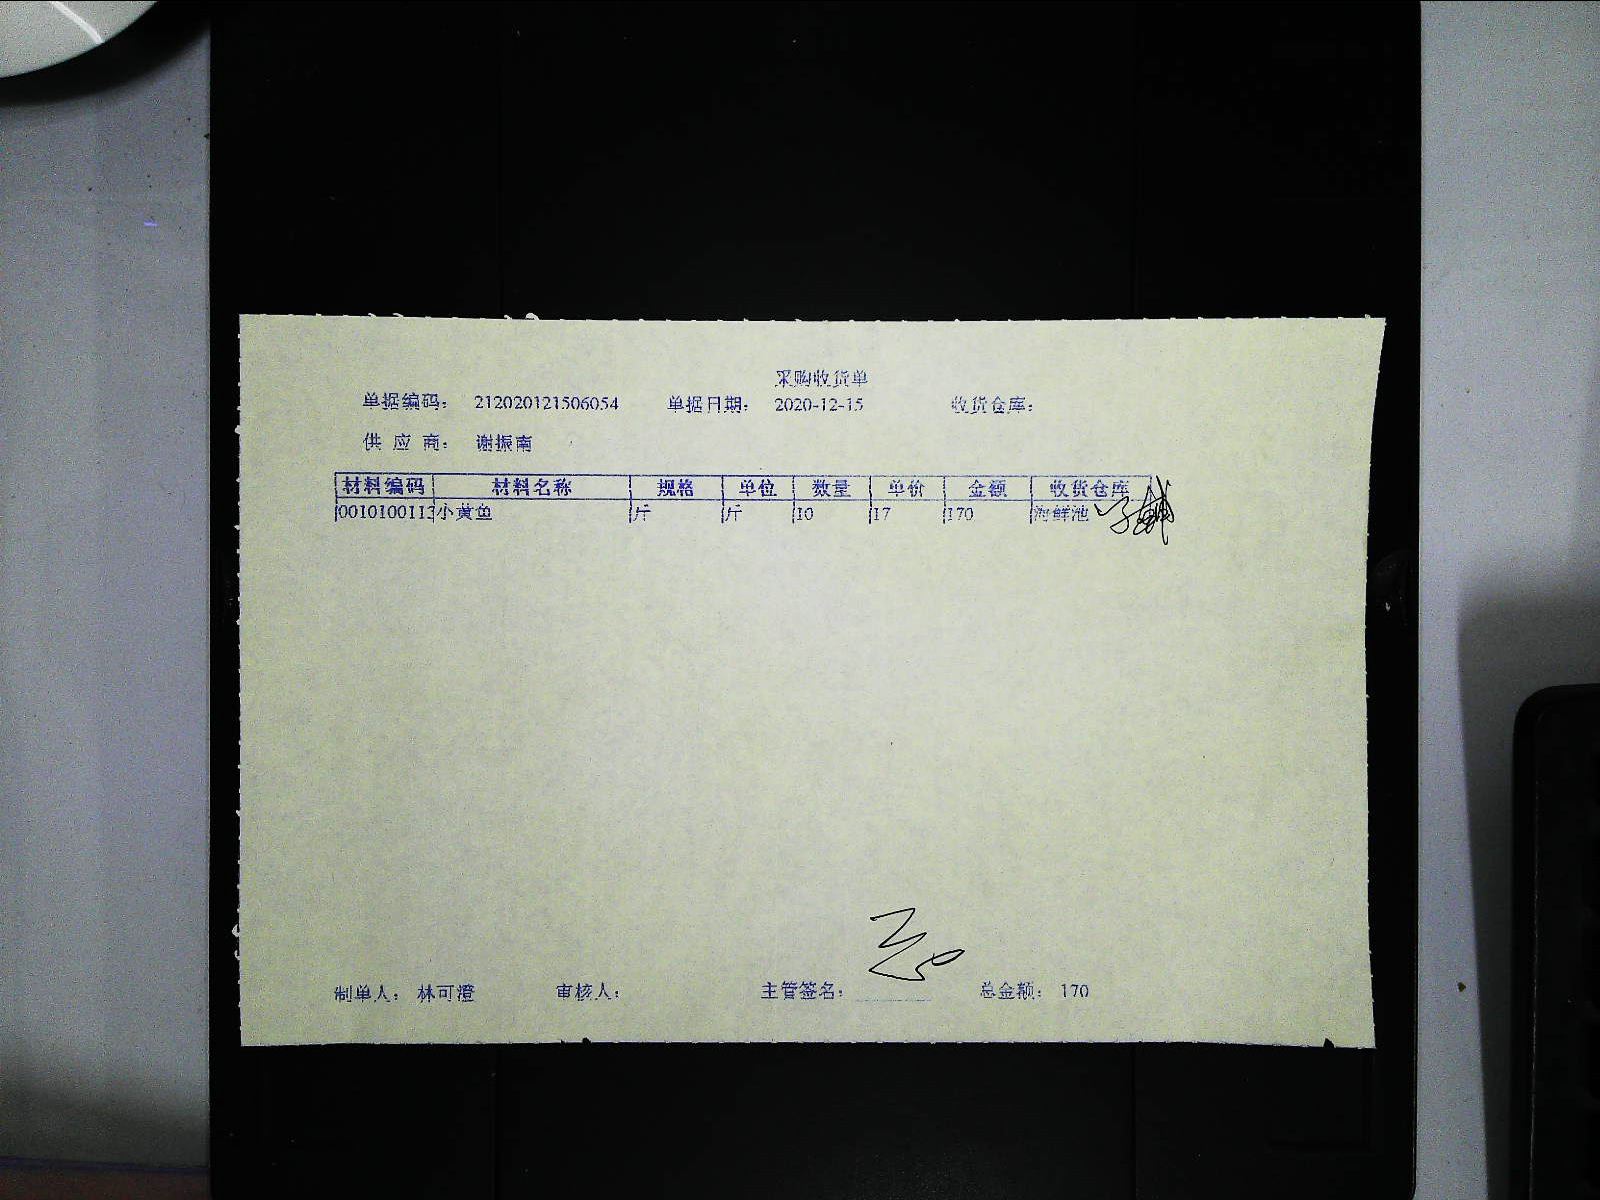 采购收货单
单据编码： 212020121506054 单据日期： 2020-12-15 收货仓库：
供 应 商： 谢振南
材料编码 材料名称 规格 单位 数量 单价 金额 收货仓库
0010100113 小黄鱼 斤 斤 10 17 170 海鲜池
制单人： 林可澄 审核人： 主管签名： 总金额： 170